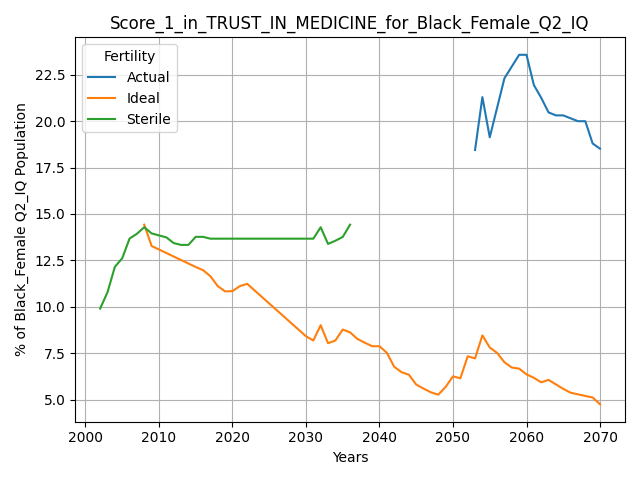 Score_1_in_TRUST_IN_MEDICINE_for_Black_Female_Q2_IQ
Fertility
Actual
Ideal
Sterile
% of Black_Female Q2_IQ Population
22.5
20.0
17.5
15.0
12.5
10.0
7.5
5.0
2000 2010 2020 2030 2040 2050 2060 2070
Years